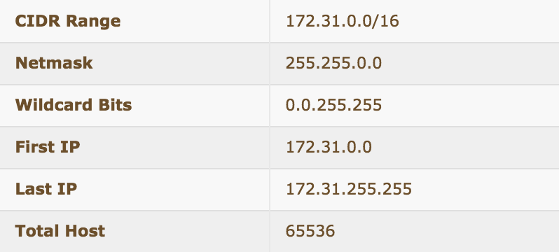 CIDR Range 172.31.0.0/16
Netmask 255.255.0.0
Wildcard Bits 0.0.255.255
First IP 172.31.0.0
Last IP 172.31.255.255
Total Host 65536